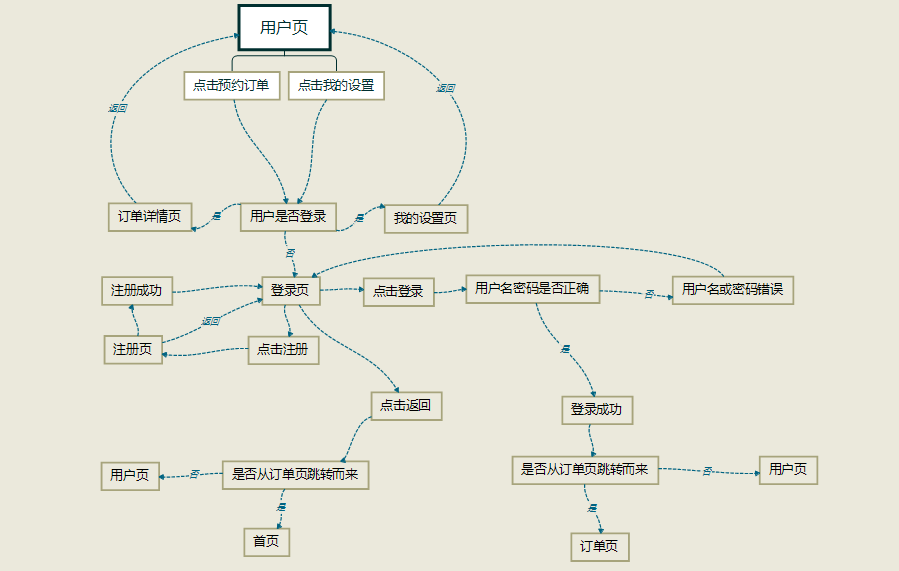 用户页
点击预约订单
点击我的设置
返回
返回
订单详情页
是
用户是否登录
是
我的设置页
否
注册成功
登录页
点击登录
用户名密码是否正确
否
用户名或密码错误
返回
注册页
点击注册
是
点击返回
登录成功
用户页
否
是否从订单页跳转而来
是否从订单页跳转而来
否
用户页
是
是
首页
订单页